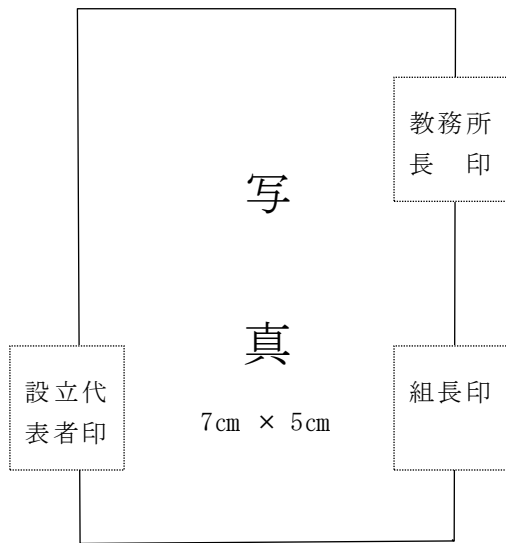 教務所
長　印
写
真
設立代
表者印
組長印
7㎝ × 5㎝